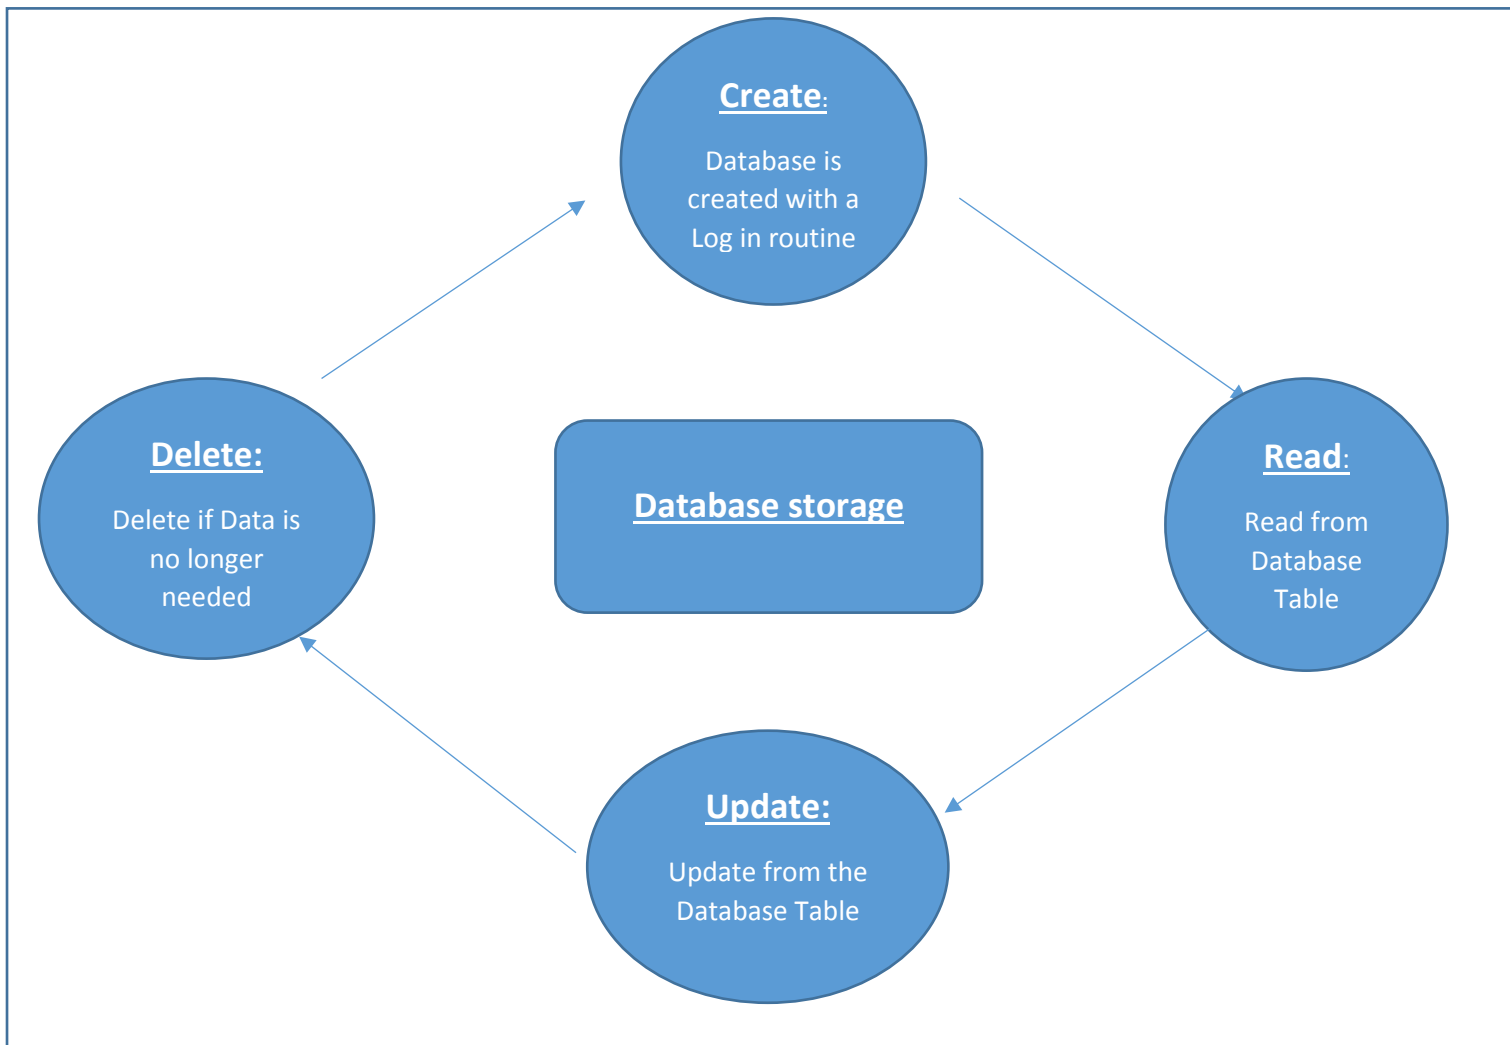 Create:
Database is
created with a
Log in routine
Delete:
Delete if Data is
no longer
needed
Database storage
Read:
Read from
Database
Table
Update:
Update from the
Database Table